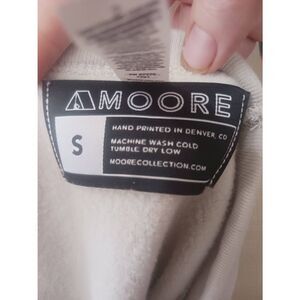 MOORE
S
HAND PRINTED IN DENVER, CO
MACHINE WASH COLD
TUMBLE DRY LOW
MOORECOLLECTION.COM